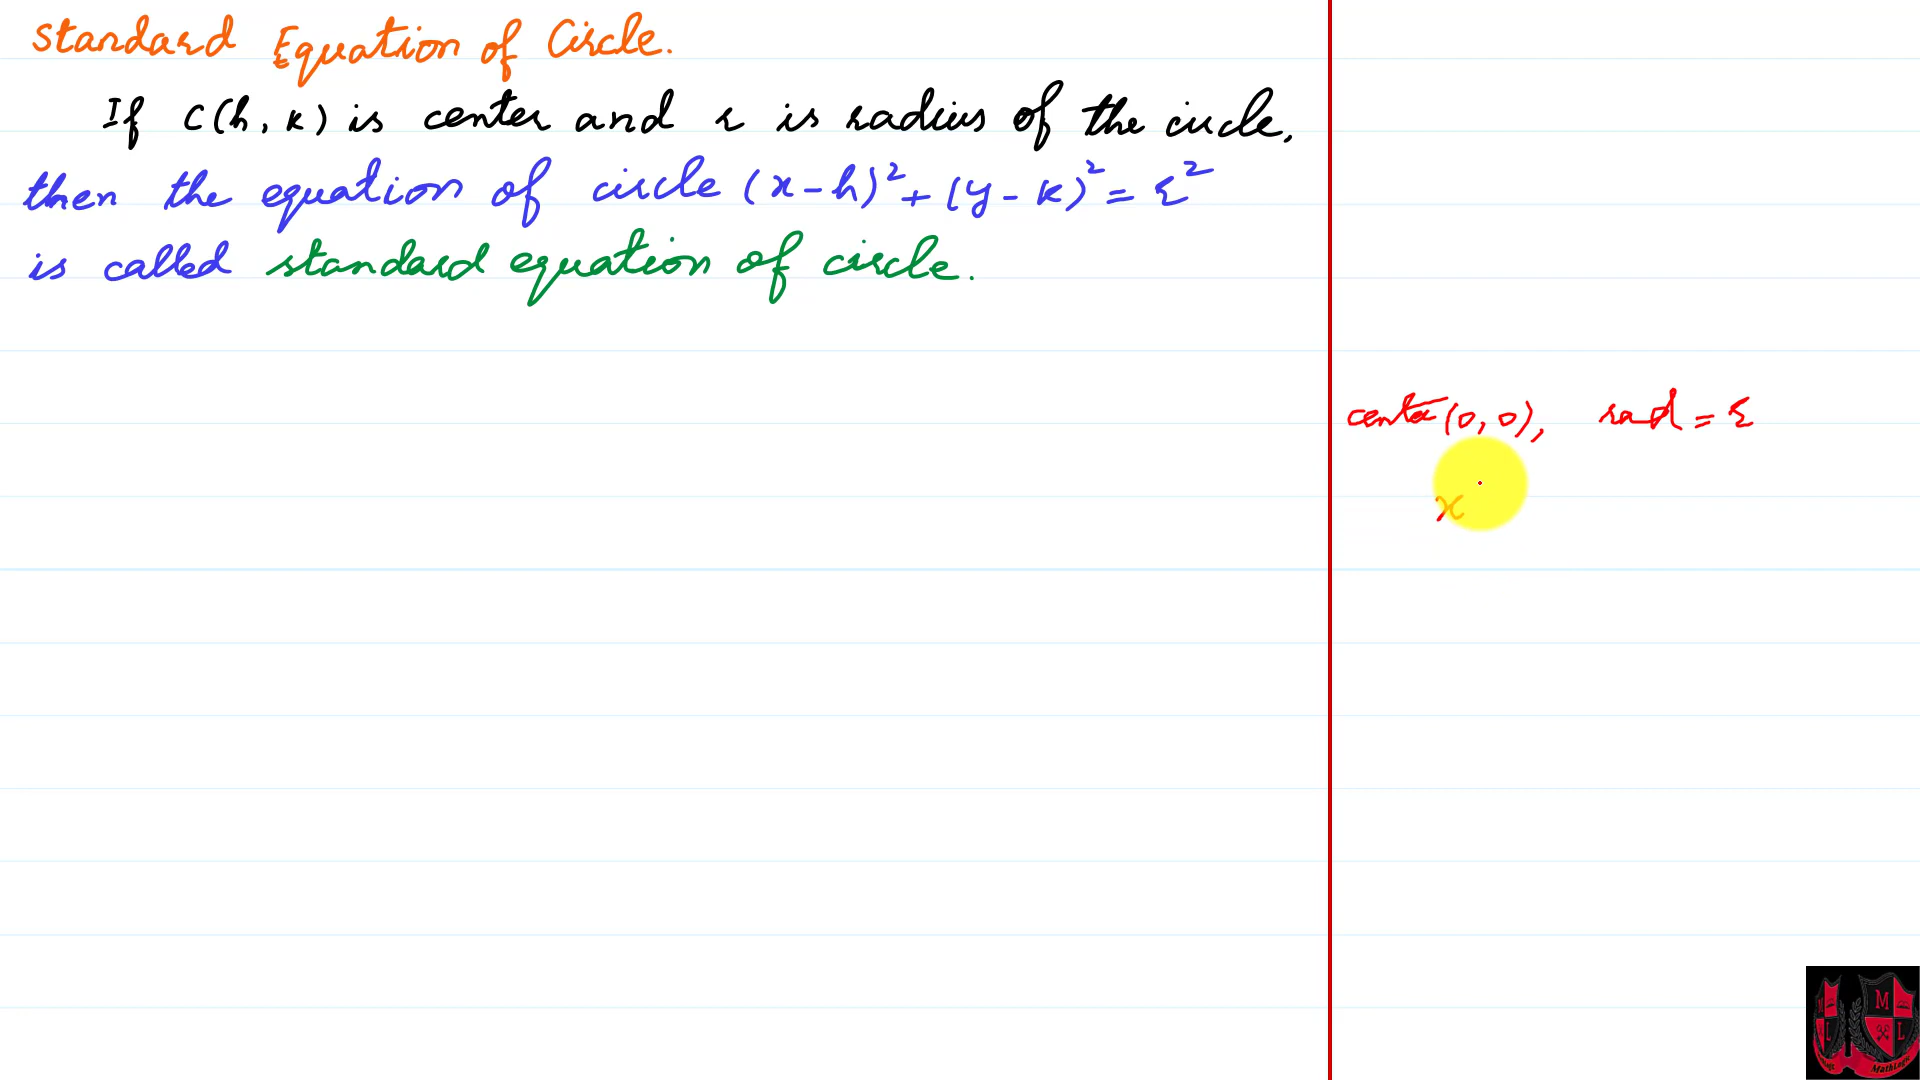 Standard Equation of Circle.
If C(h, k) is center and r is radius of the circle,
then the equation of circle (x-h)²+(y-k)²=r²
is called standard equation of circle.
center(0,0), rad = r
x
M L
MathLogic